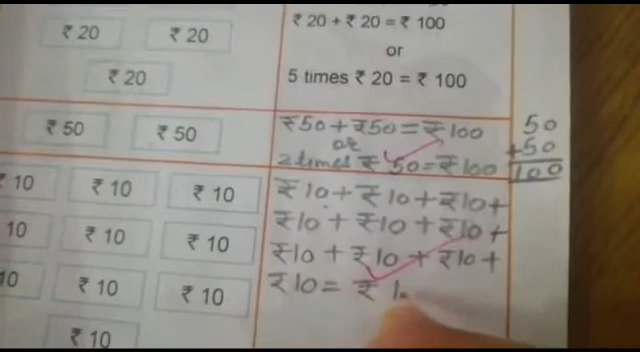 ₹ 20 ₹ 20
₹ 20
₹ 20 + ₹ 20 = ₹ 100
or
5 times ₹ 20 = ₹ 100
₹ 50 ₹ 50
₹50+₹50=₹100
or
2 times ₹ 50=₹100
50
+50
100
₹ 10 ₹ 10 ₹ 10
10 ₹ 10 ₹ 10
10 ₹ 10 ₹ 10
₹ 10
₹10+₹10+₹10+
₹10+₹10+₹10+
₹10+₹10+₹10+
₹10=₹1